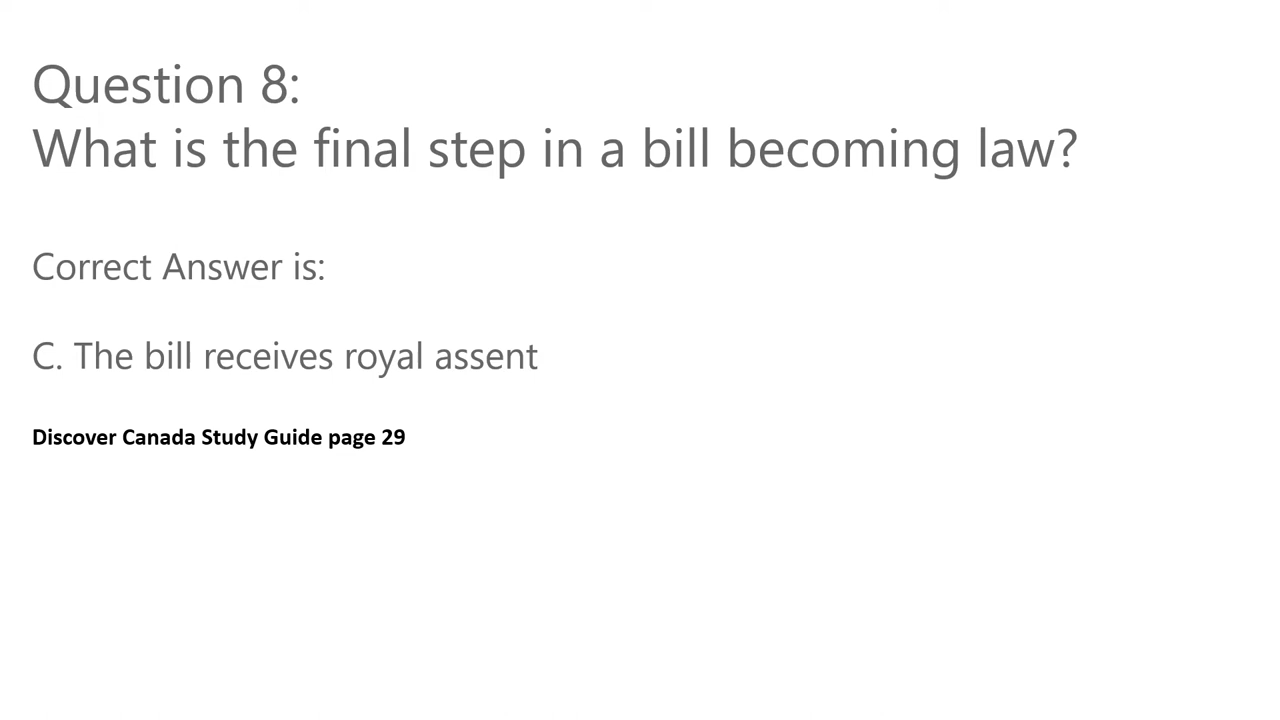 Question 8:
What is the final step in a bill becoming law?
Correct Answer is:
C. The bill receives royal assent
Discover Canada Study Guide page 29